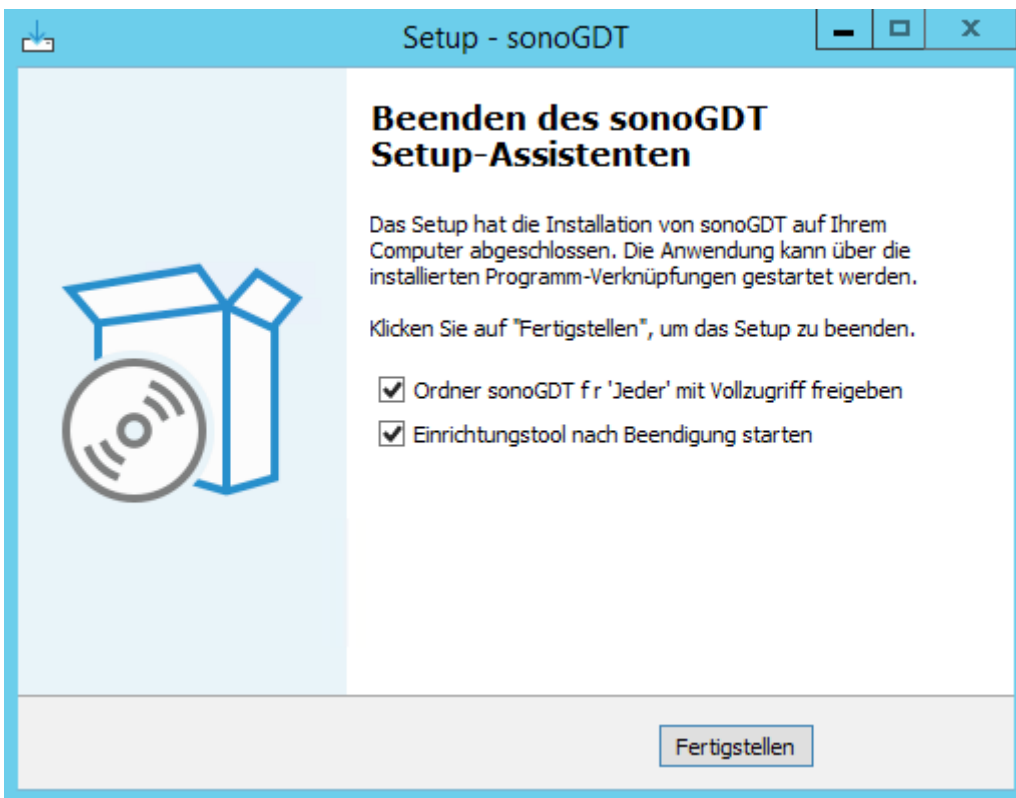 Setup - sonoGDT
Beenden des sonoGDT
Setup-Assistenten
Das Setup hat die Installation von sonoGDT auf Ihrem
Computer abgeschlossen. Die Anwendung kann über die
installierten Programm-Verknüpfungen gestartet werden.
Klicken Sie auf "Fertigstellen", um das Setup zu beenden.
Ordner sonoGDT f r 'Jeder' mit Vollzugriff freigeben
Einrichtungstool nach Beendigung starten
Fertigstellen